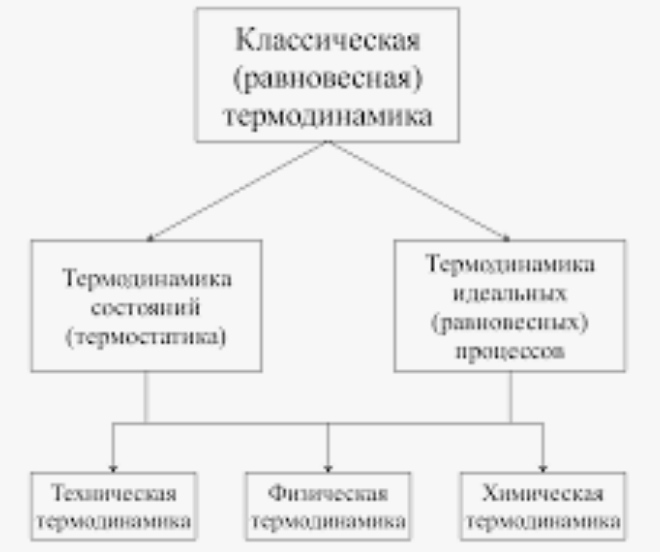 Классическая
(равновесная)
термодинамика
Термодинамика
состояний
(термостатика)
Термодинамика
идеальных
(равновесных)
процессов
Техническая
термодинамика
Физическая
термодинамика
Химическая
термодинамика